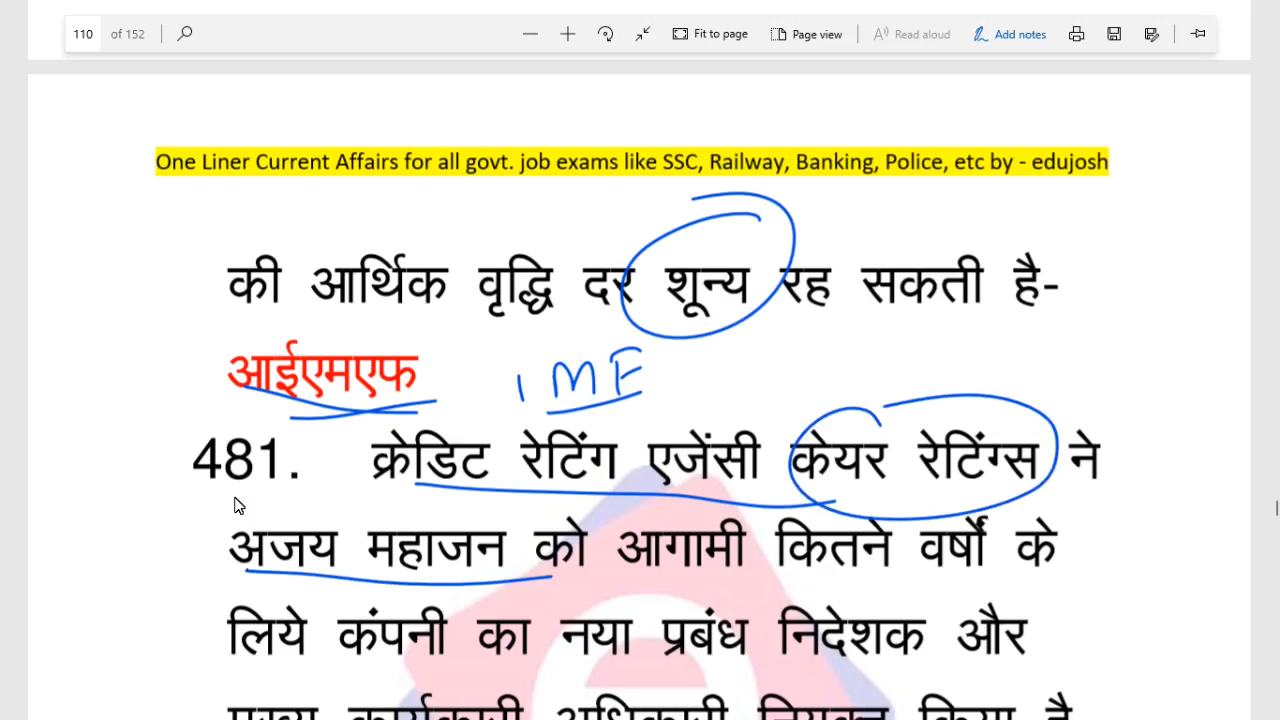 110 of 152
Fit to page
Page view
Read aloud
Add notes
One Liner Current Affairs for all govt. job exams like SSC, Railway, Banking, Police, etc by - edujosh
की आर्थिक वृद्धि दर शून्य रह सकती है-
आईएमएफ IMF
481. क्रेडिट रेटिंग एजेंसी केयर रेटिंग्स ने
अजय महाजन को आगामी कितने वर्षों के
लिये कंपनी का नया प्रबंध निदेशक और
मुख्य कार्यकारी अधिकारी नियुक्त किया है